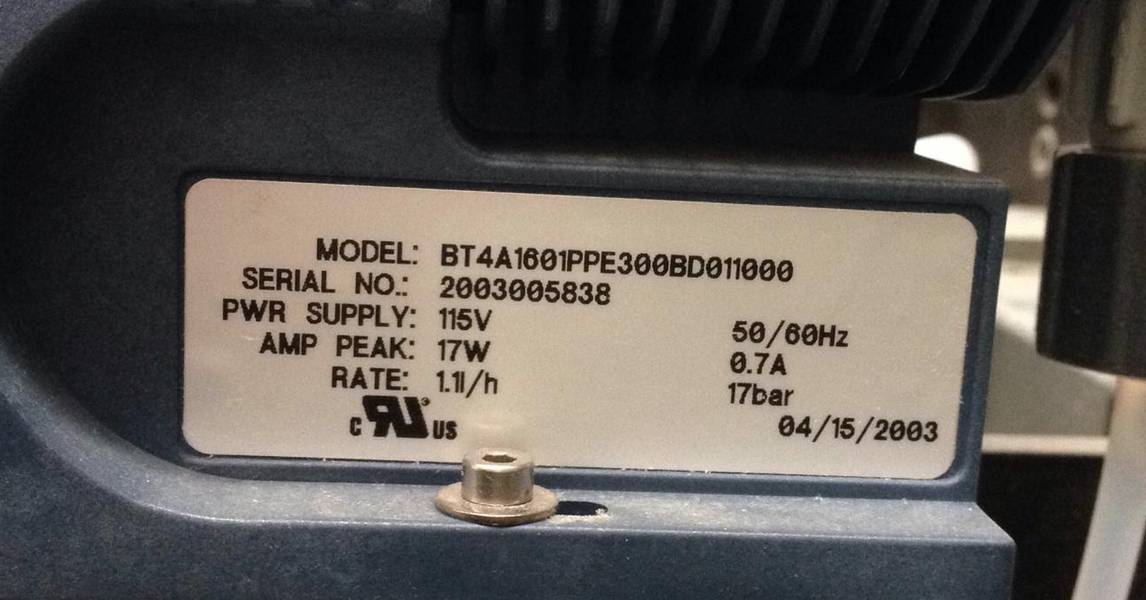 MODEL: BT4A1601PPE300BD011000
SERIAL NO.: 2003005838
PWR SUPPLY: 115V 50/60Hz
AMP PEAK: 17W 0.7A
RATE: 1.1l/h 17bar
c RU US 04/15/2003